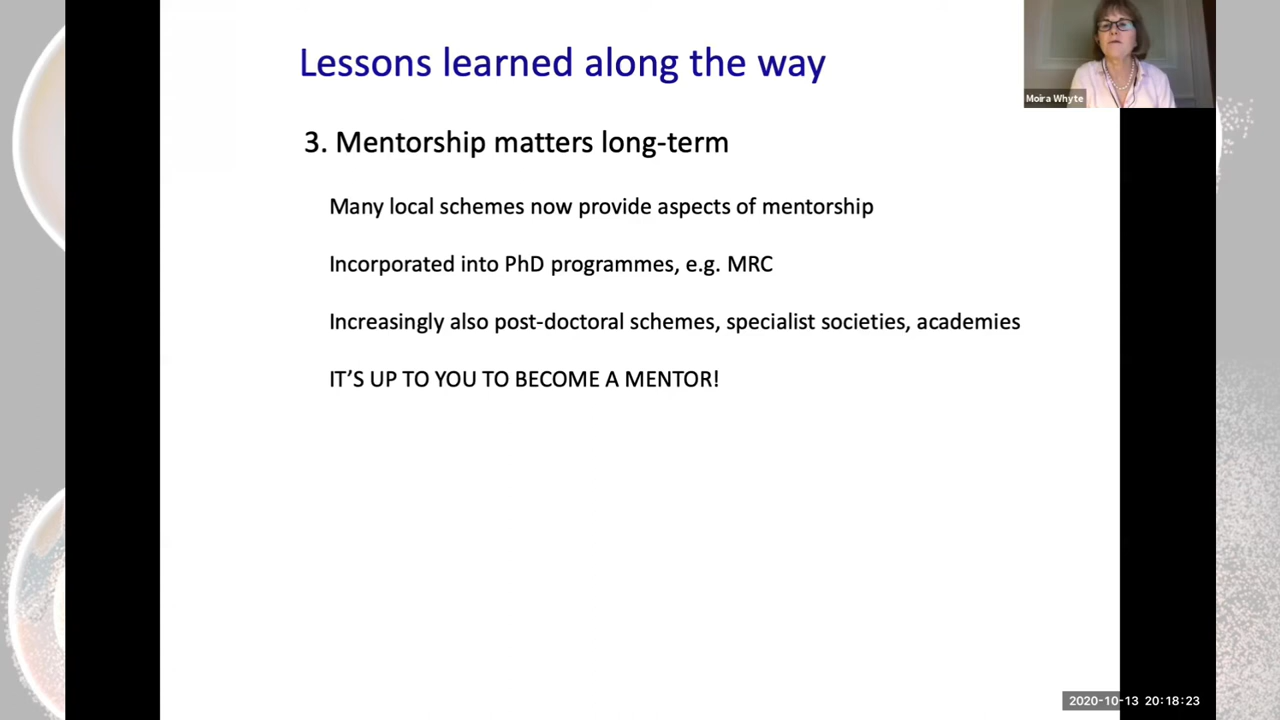 Lessons learned along the way
Moira Whyte
3. Mentorship matters long-term
Many local schemes now provide aspects of mentorship
Incorporated into PhD programmes, e.g. MRC
Increasingly also post-doctoral schemes, specialist societies, academies
IT’S UP TO YOU TO BECOME A MENTOR!
2020-10-13 20:18:23